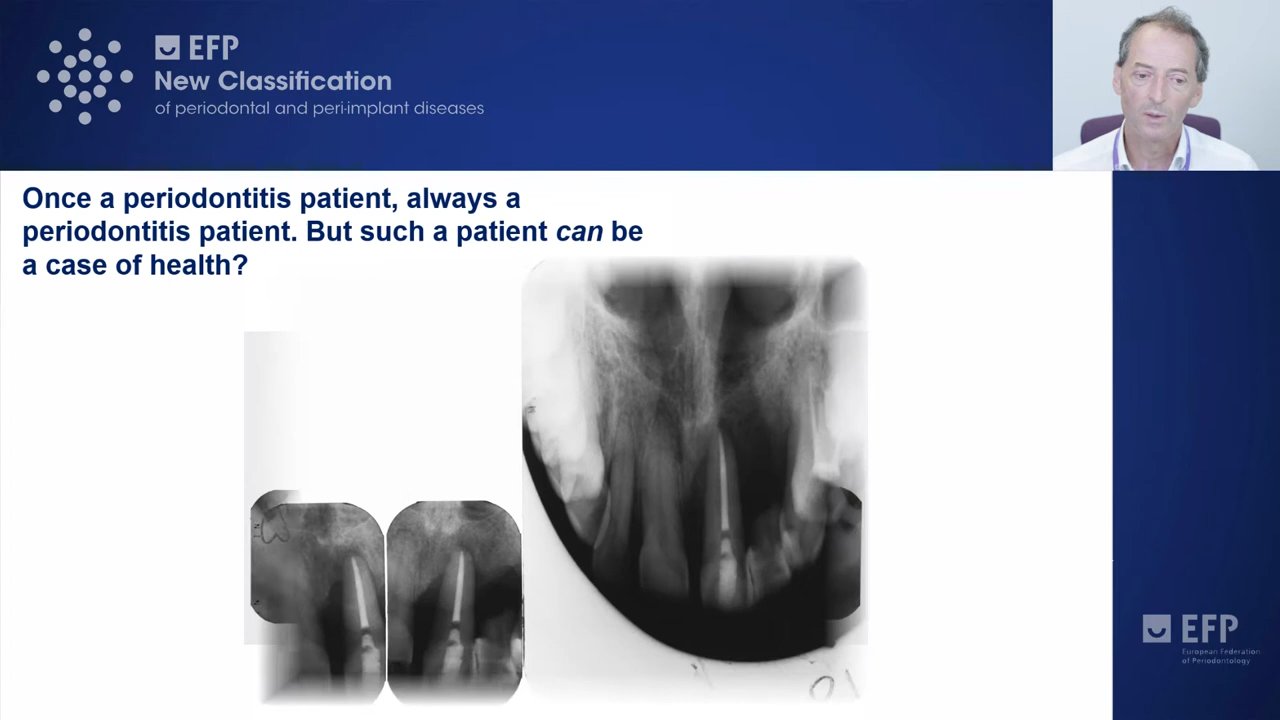 EFP
New Classification
of periodontal and peri-implant diseases
Once a periodontitis patient, always a
periodontitis patient. But such a patient can be
a case of health?
EFP
European Federation
of Periodontology